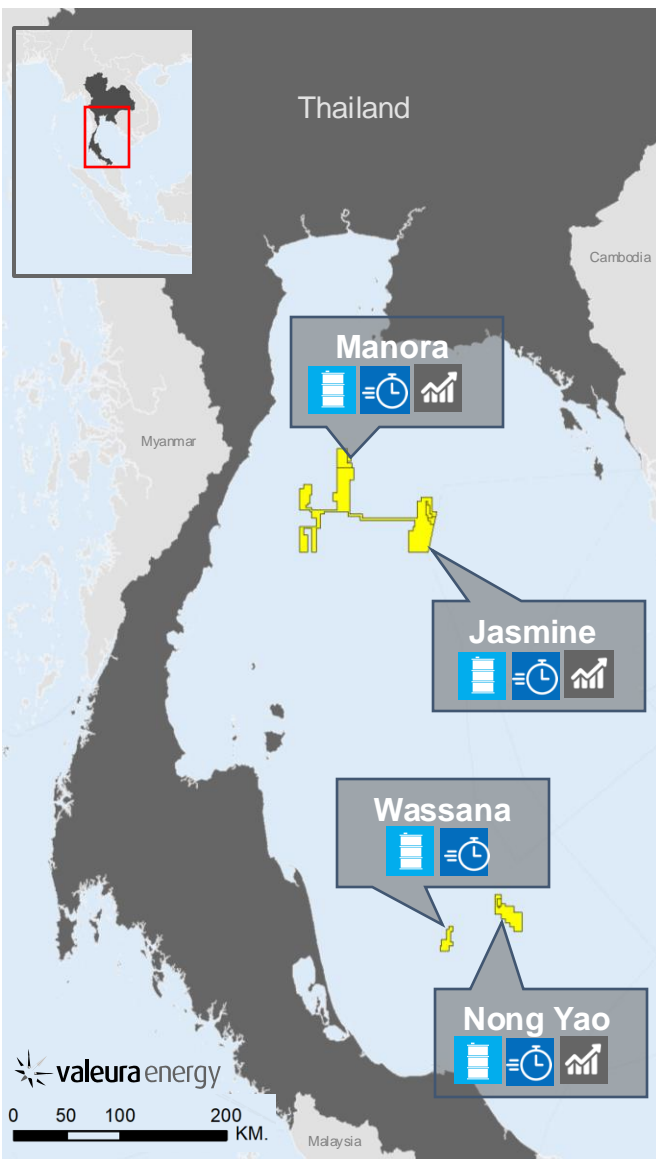 Thailand
Cambodia
Manora
Myanmar
Jasmine
Wassana
Nong Yao
valeura energy
0 50 100 200
KM.
Malaysia